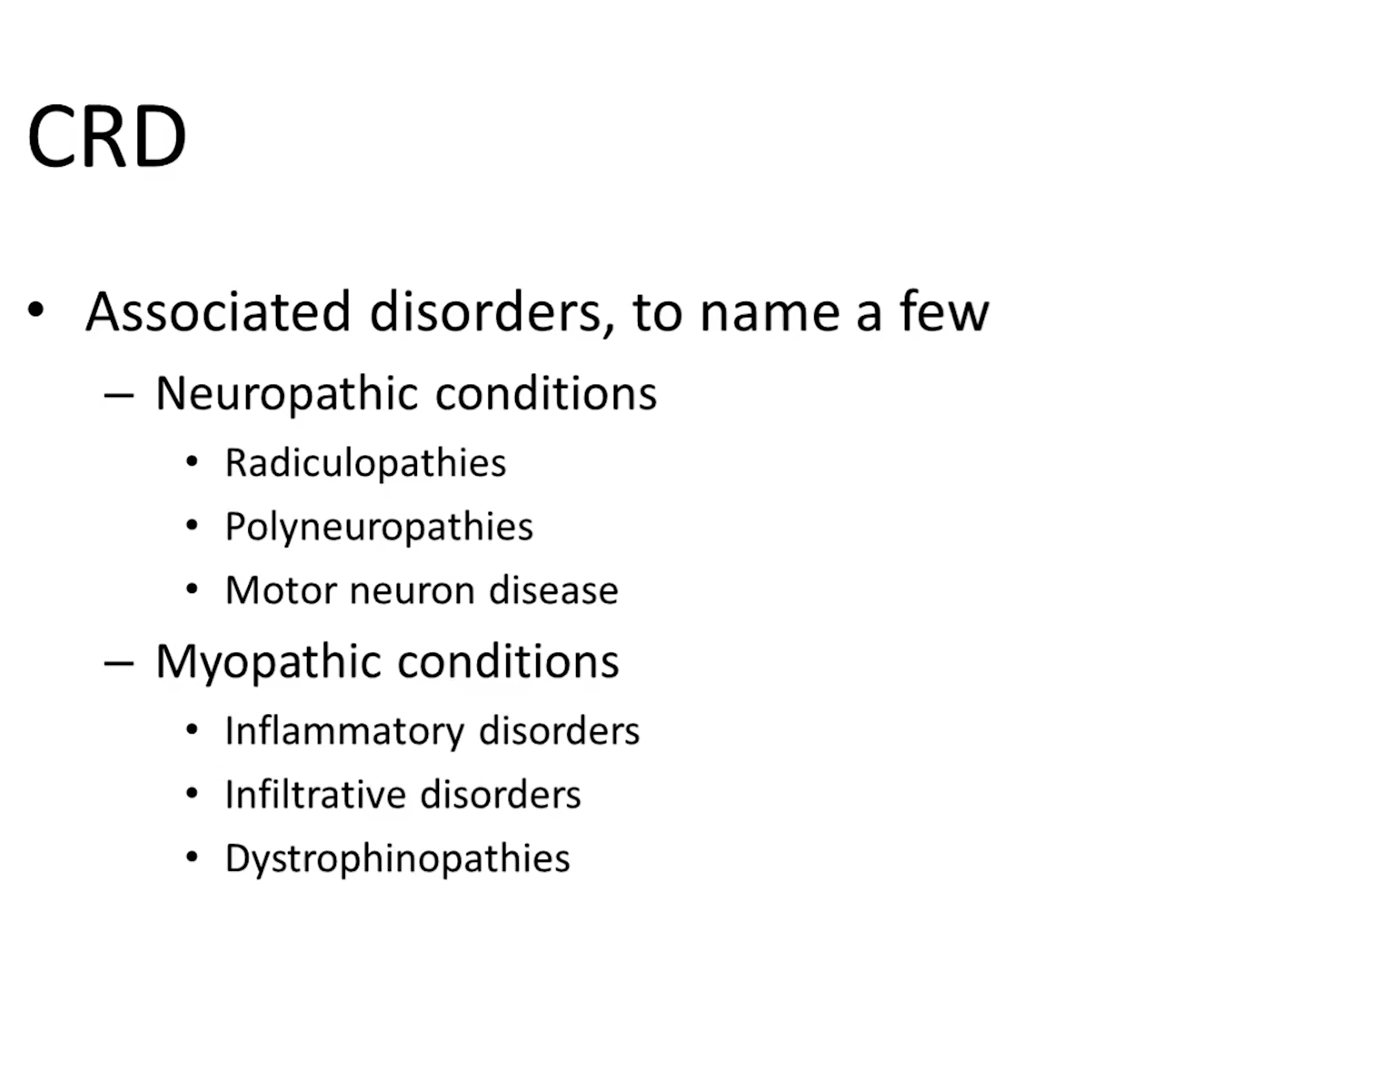 CRD
• Associated disorders, to name a few
– Neuropathic conditions
• Radiculopathies
• Polyneuropathies
• Motor neuron disease
– Myopathic conditions
• Inflammatory disorders
• Infiltrative disorders
• Dystrophinopathies